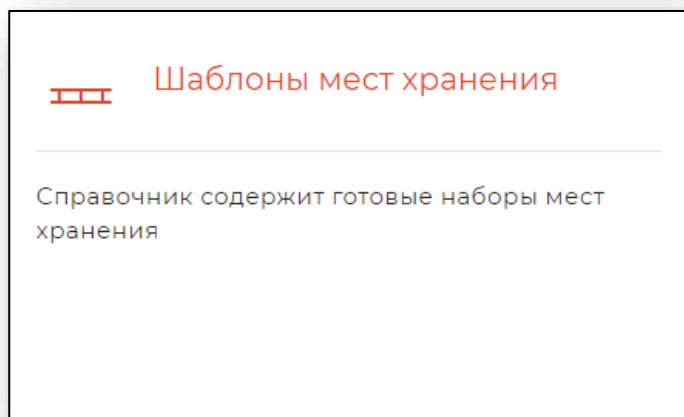 Шаблоны мест хранения
Справочник содержит готовые наборы мест
хранения